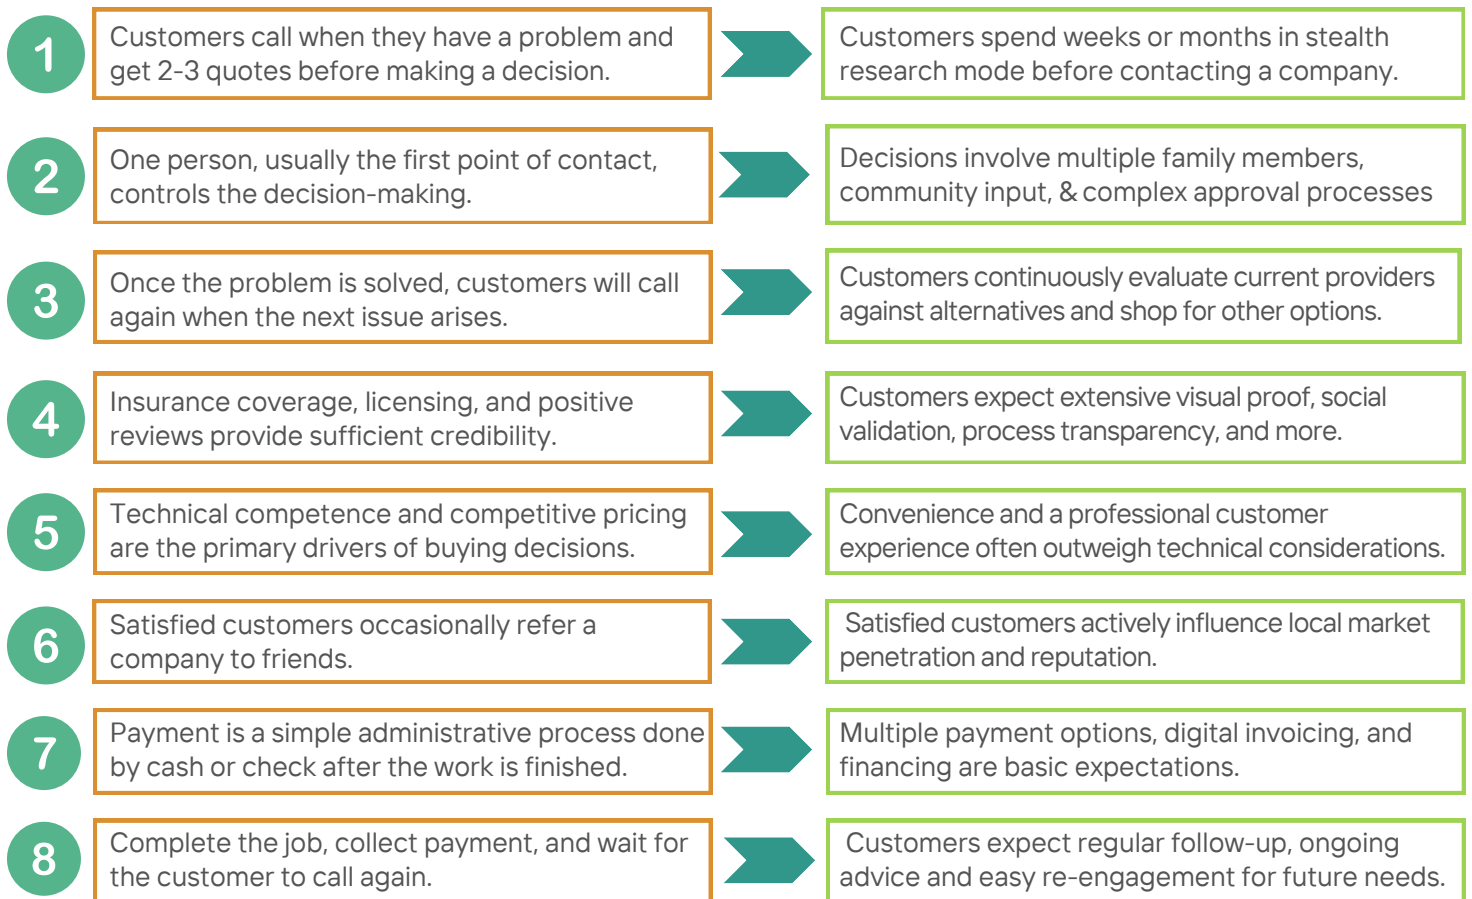 1
Customers call when they have a problem and
get 2-3 quotes before making a decision.
Customers spend weeks or months in stealth
research mode before contacting a company.
2
One person, usually the first point of contact,
controls the decision-making.
Decisions involve multiple family members,
community input, & complex approval processes
3
Once the problem is solved, customers will call
again when the next issue arises.
Customers continuously evaluate current providers
against alternatives and shop for other options.
4
Insurance coverage, licensing, and positive
reviews provide sufficient credibility.
Customers expect extensive visual proof, social
validation, process transparency, and more.
5
Technical competence and competitive pricing
are the primary drivers of buying decisions.
Convenience and a professional customer
experience often outweigh technical considerations.
6
Satisfied customers occasionally refer a
company to friends.
Satisfied customers actively influence local market
penetration and reputation.
7
Payment is a simple administrative process done
by cash or check after the work is finished.
Multiple payment options, digital invoicing, and
financing are basic expectations.
8
Complete the job, collect payment, and wait for
the customer to call again.
Customers expect regular follow-up, ongoing
advice and easy re-engagement for future needs.